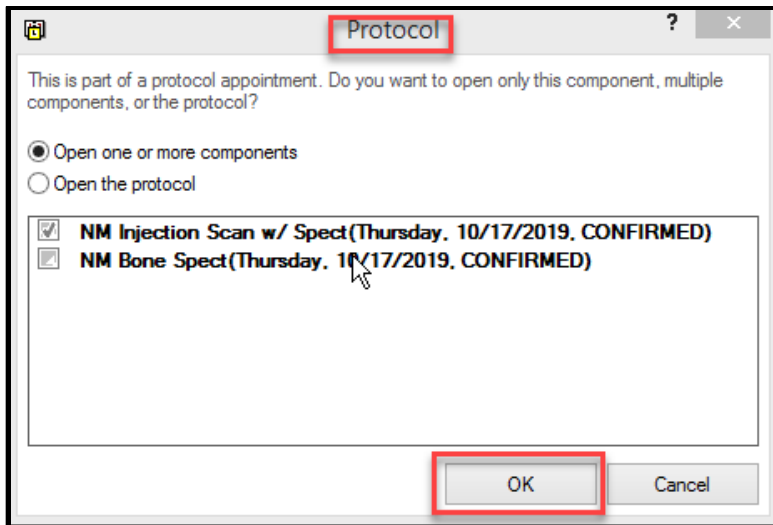 Protocol
?
This is part of a protocol appointment. Do you want to open only this component, multiple
components, or the protocol?
Open one or more components
Open the protocol
NM Injection Scan w/ Spect(Thursday, 10/17/2019, CONFIRMED)
NM Bone Spect(Thursday, 10/17/2019, CONFIRMED)
OK Cancel